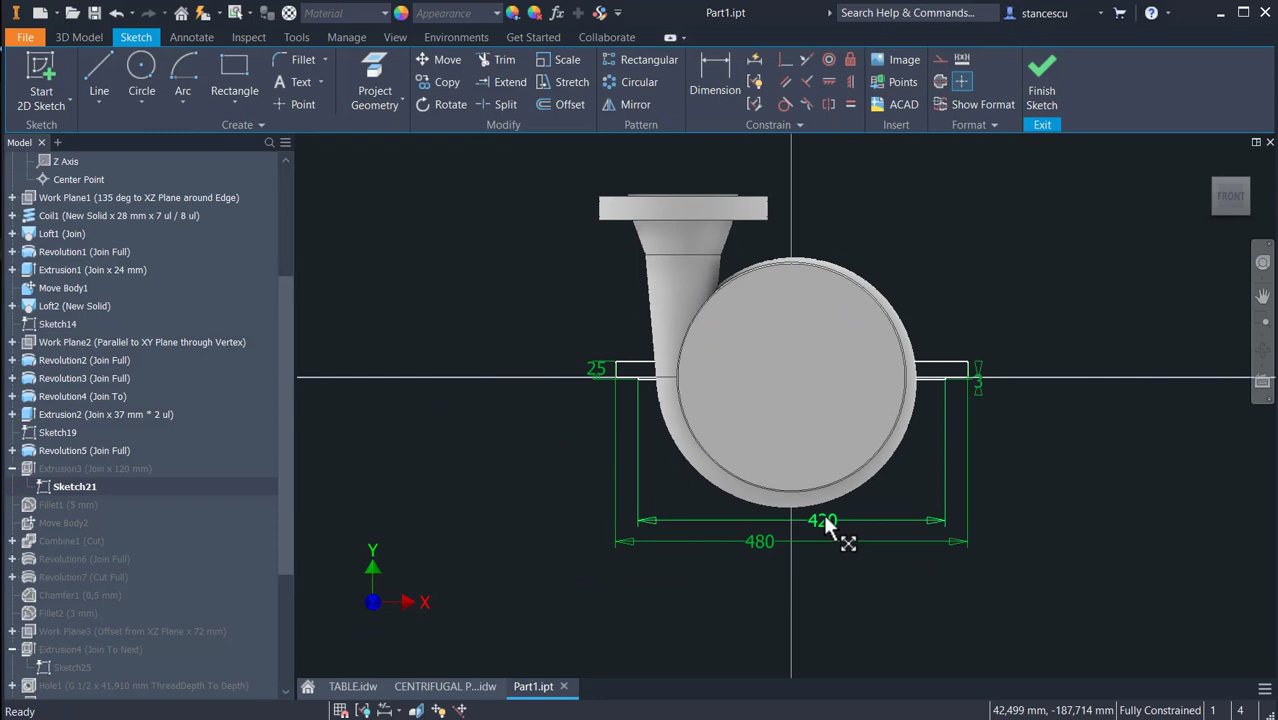 Material
Appearance
Part1.ipt
Search Help & Commands...
stancescu
File
3D Model
Sketch
Annotate
Inspect
Tools
Manage
View
Environments
Get Started
Collaborate
Start
2D Sketch
Line
Circle
Arc
Rectangle
Fillet
Text
Point
Project
Geometry
Move
Copy
Rotate
Trim
Extend
Split
Scale
Stretch
Offset
Rectangular
Circular
Mirror
Dimension
Image
Points
ACAD
Show Format
Finish
Sketch
Sketch
Create
Modify
Pattern
Constrain
Insert
Format
Exit
Model
Z Axis
Center Point
Work Plane1 (135 deg to XZ Plane around Edge)
Coil1 (New Solid x 28 mm x 7 ul / 8 ul)
Loft1 (Join)
Revolution1 (Join Full)
Extrusion1 (Join x 24 mm)
Move Body1
Loft2 (New Solid)
Sketch14
Work Plane2 (Parallel to XY Plane through Vertex)
Revolution2 (Join Full)
Revolution3 (Join Full)
Revolution4 (Join To)
Extrusion2 (Join x 37 mm * 2 ul)
Sketch19
Revolution5 (Join Full)
Extrusion3 (Join x 120 mm)
Sketch21
Fillet1 (5 mm)
Move Body2
Combine1 (Cut)
Revolution6 (Join Full)
Revolution7 (Cut Full)
Chamfer1 (0,5 mm)
Fillet2 (3 mm)
Work Plane3 (Offset from XZ Plane x 72 mm)
Extrusion4 (Join To Next)
Sketch25
Hole1 (G 1/2 x 41,910 mm ThreadDepth To Depth)
FRONT
25
3
420
480
Y
X
TABLE.idw
CENTRIFUGAL P...idw
Part1.ipt
Ready
42,499 mm, -187,714 mm
Fully Constrained
1
4